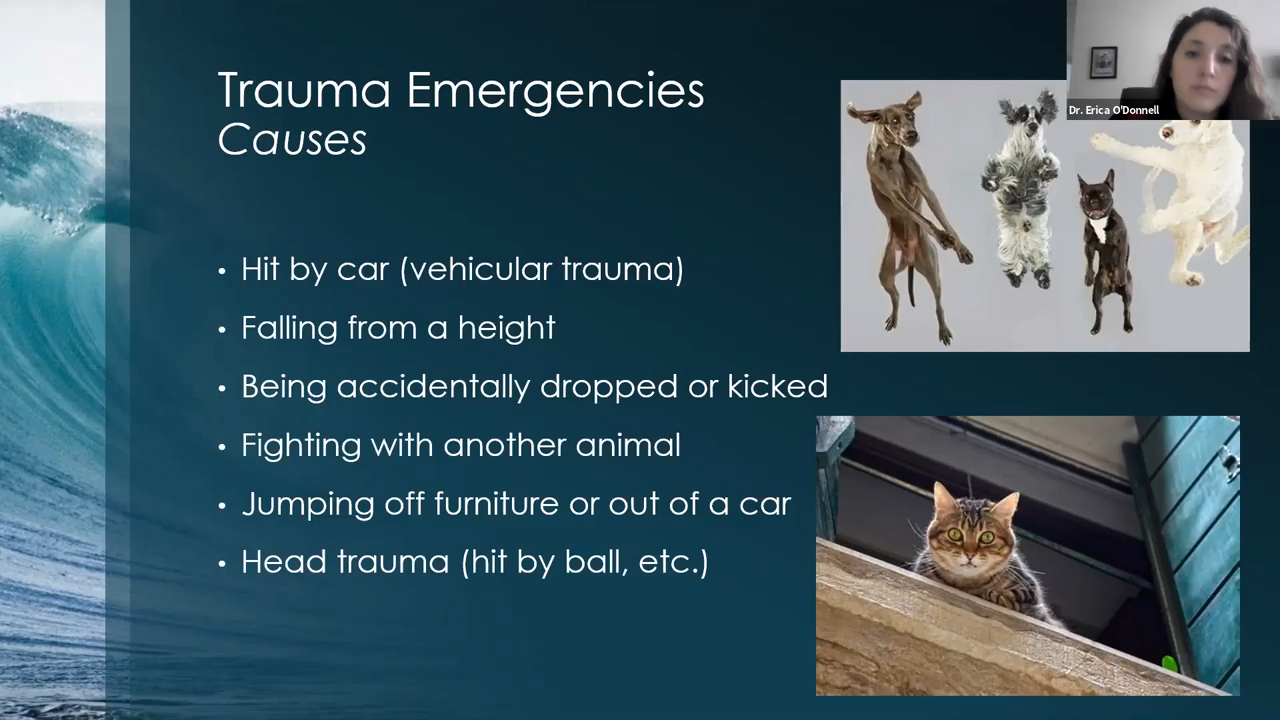 Trauma Emergencies
Causes
• Hit by car (vehicular trauma)
• Falling from a height
• Being accidentally dropped or kicked
• Fighting with another animal
• Jumping off furniture or out of a car
• Head trauma (hit by ball, etc.)
Dr. Erica O'Donnell